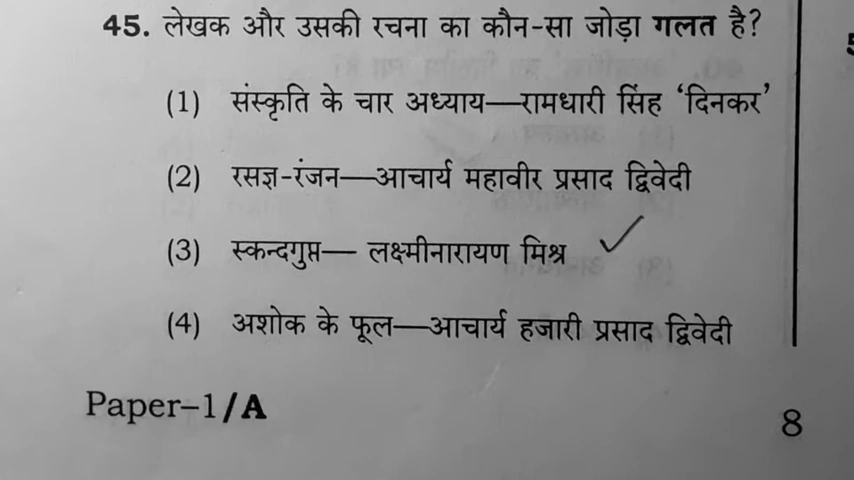 45. लेखक और उसकी रचना का कौन-सा जोड़ा गलत है?
(1) संस्कृति के चार अध्याय—रामधारी सिंह ‘दिनकर’
(2) रसज्ञ-रंजन—आचार्य महावीर प्रसाद द्विवेदी
(3) स्कन्दगुप्त— लक्ष्मीनारायण मिश्र
(4) अशोक के फूल—आचार्य हजारी प्रसाद द्विवेदी
Paper–1/A
8